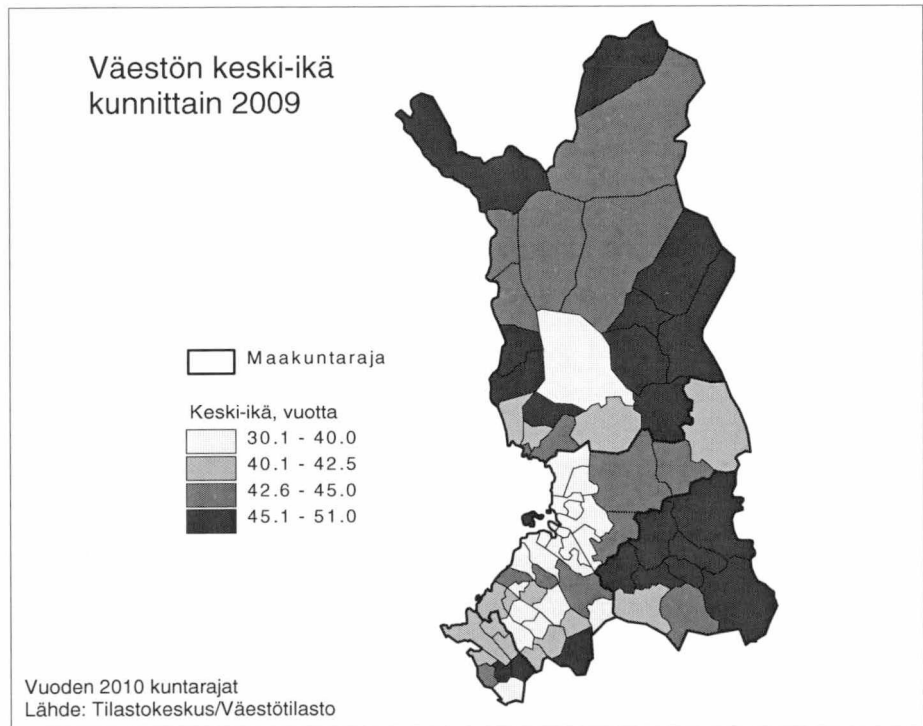 Väestön keski-ikä
kunnittain 2009
Maakuntaraja
Keski-ikä, vuotta
30.1 - 40.0
40.1 - 42.5
42.6 - 45.0
45.1 - 51.0
Vuoden 2010 kuntarajat
Lähde: Tilastokeskus/Väestötilasto